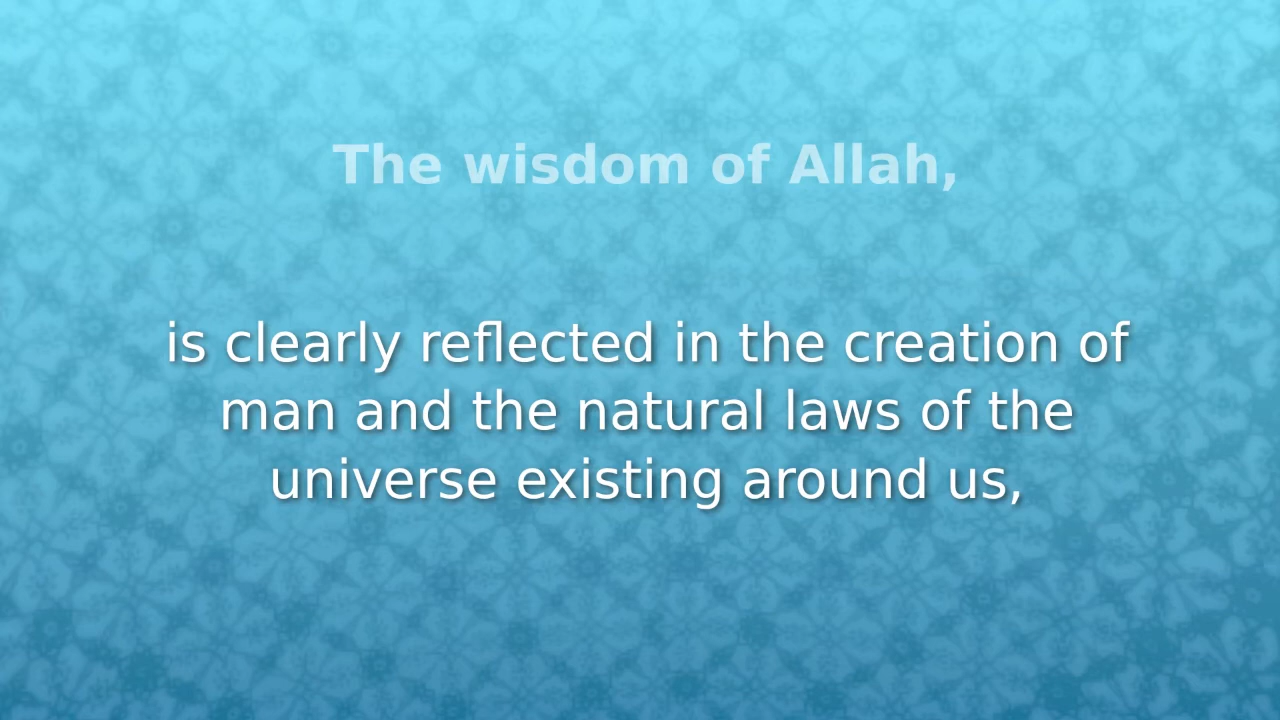 The wisdom of Allah,
is clearly reflected in the creation of
man and the natural laws of the
universe existing around us,